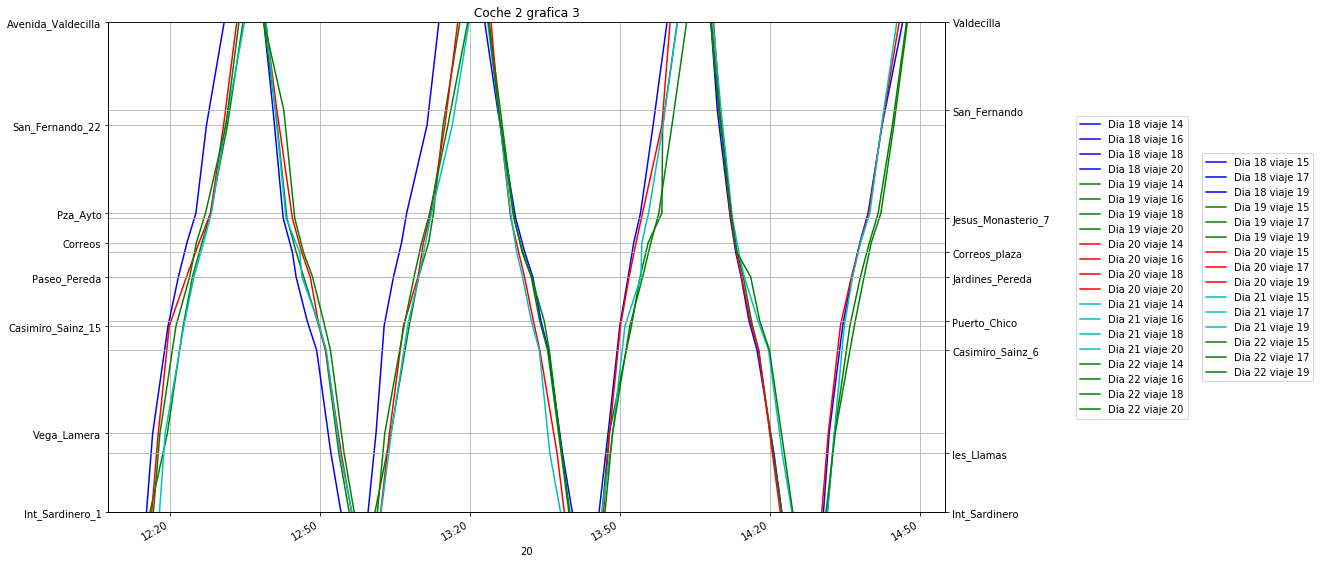 Coche 2 grafica 3
Avenida_Valdecilla
San_Fernando_22
Pza_Ayto
Correos
Paseo_Pereda
Casimiro_Sainz_15
Vega_Lamera
Int_Sardinero_1
Valdecilla
San_Fernando
Jesus_Monasterio_7
Correos_plaza
Jardines_Pereda
Puerto_Chico
Casimiro_Sainz_6
Ies_Llamas
Int_Sardinero
12:20
12:50
13:20
13:50
14:20
14:50
20
Dia 18 viaje 14
Dia 18 viaje 16
Dia 18 viaje 18
Dia 18 viaje 20
Dia 19 viaje 14
Dia 19 viaje 16
Dia 19 viaje 18
Dia 19 viaje 20
Dia 20 viaje 14
Dia 20 viaje 16
Dia 20 viaje 18
Dia 20 viaje 20
Dia 21 viaje 14
Dia 21 viaje 16
Dia 21 viaje 18
Dia 21 viaje 20
Dia 22 viaje 14
Dia 22 viaje 16
Dia 22 viaje 18
Dia 22 viaje 20
Dia 18 viaje 15
Dia 18 viaje 17
Dia 18 viaje 19
Dia 19 viaje 15
Dia 19 viaje 17
Dia 19 viaje 19
Dia 20 viaje 15
Dia 20 viaje 17
Dia 20 viaje 19
Dia 21 viaje 15
Dia 21 viaje 17
Dia 21 viaje 19
Dia 22 viaje 15
Dia 22 viaje 17
Dia 22 viaje 19